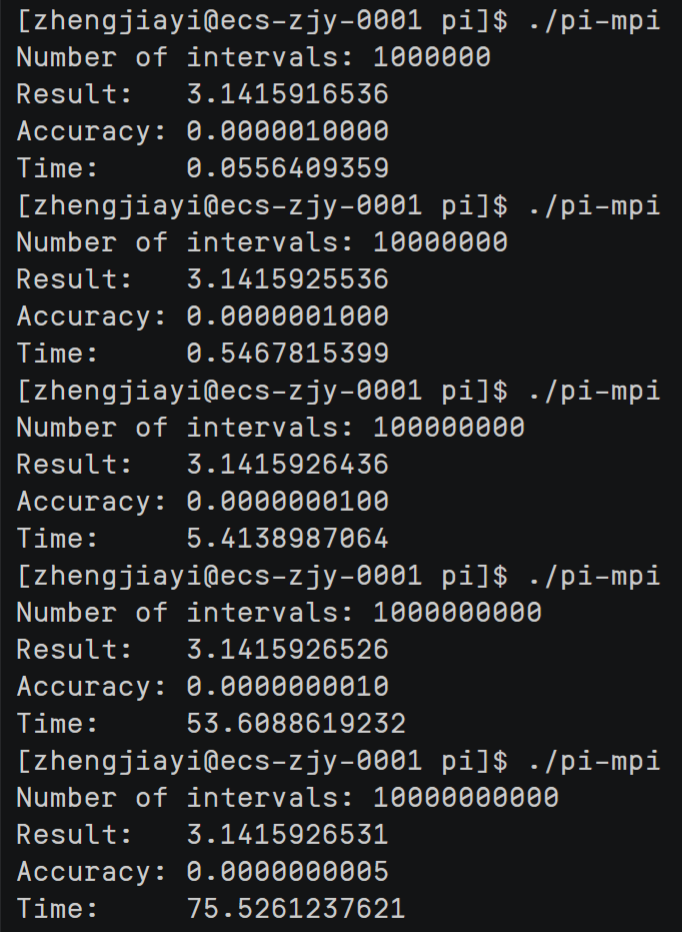 [zhengjiayi@ecs-zjy-0001 pi]$ ./pi-mpi
Number of intervals: 1000000
Result:   3.1415916536
Accuracy: 0.0000010000
Time:     0.0556409359
[zhengjiayi@ecs-zjy-0001 pi]$ ./pi-mpi
Number of intervals: 10000000
Result:   3.1415925536
Accuracy: 0.0000001000
Time:     0.5467815399
[zhengjiayi@ecs-zjy-0001 pi]$ ./pi-mpi
Number of intervals: 100000000
Result:   3.1415926436
Accuracy: 0.0000000100
Time:     5.4138987064
[zhengjiayi@ecs-zjy-0001 pi]$ ./pi-mpi
Number of intervals: 1000000000
Result:   3.1415926526
Accuracy: 0.0000000010
Time:     53.6088619232
[zhengjiayi@ecs-zjy-0001 pi]$ ./pi-mpi
Number of intervals: 10000000000
Result:   3.1415926531
Accuracy: 0.0000000005
Time:     75.5261237621